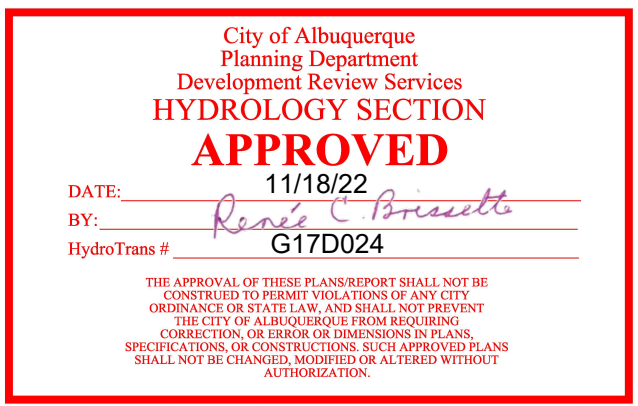 City of Albuquerque
Planning Department
Development Review Services
HYDROLOGY SECTION
APPROVED
DATE: 11/18/22
BY: Renée C. Brissette
HydroTrans # G17D024
THE APPROVAL OF THESE PLANS/REPORT SHALL NOT BE
CONSTRUED TO PERMIT VIOLATIONS OF ANY CITY
ORDINANCE OR STATE LAW, AND SHALL NOT PREVENT
THE CITY OF ALBUQUERQUE FROM REQUIRING
CORRECTION, OR ERROR OR DIMENSIONS IN PLANS,
SPECIFICATIONS, OR CONSTRUCTIONS. SUCH APPROVED PLANS
SHALL NOT BE CHANGED, MODIFIED OR ALTERED WITHOUT
AUTHORIZATION.